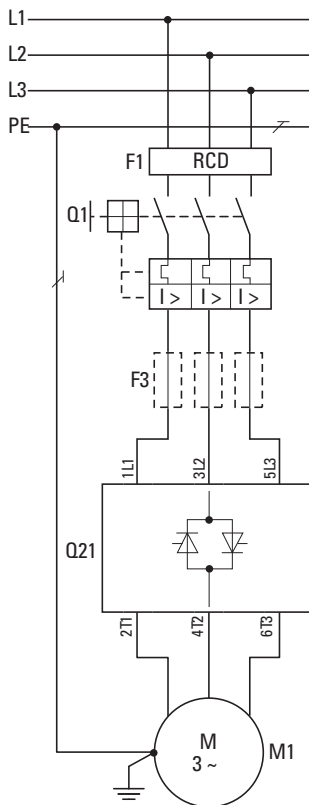 L1
L2
L3
PE
F1 RCD
Q1
I > I > I >
F3
1L1 3L2 5L3
Q21
2T1 4T2 6T3
M
3 ~
M1